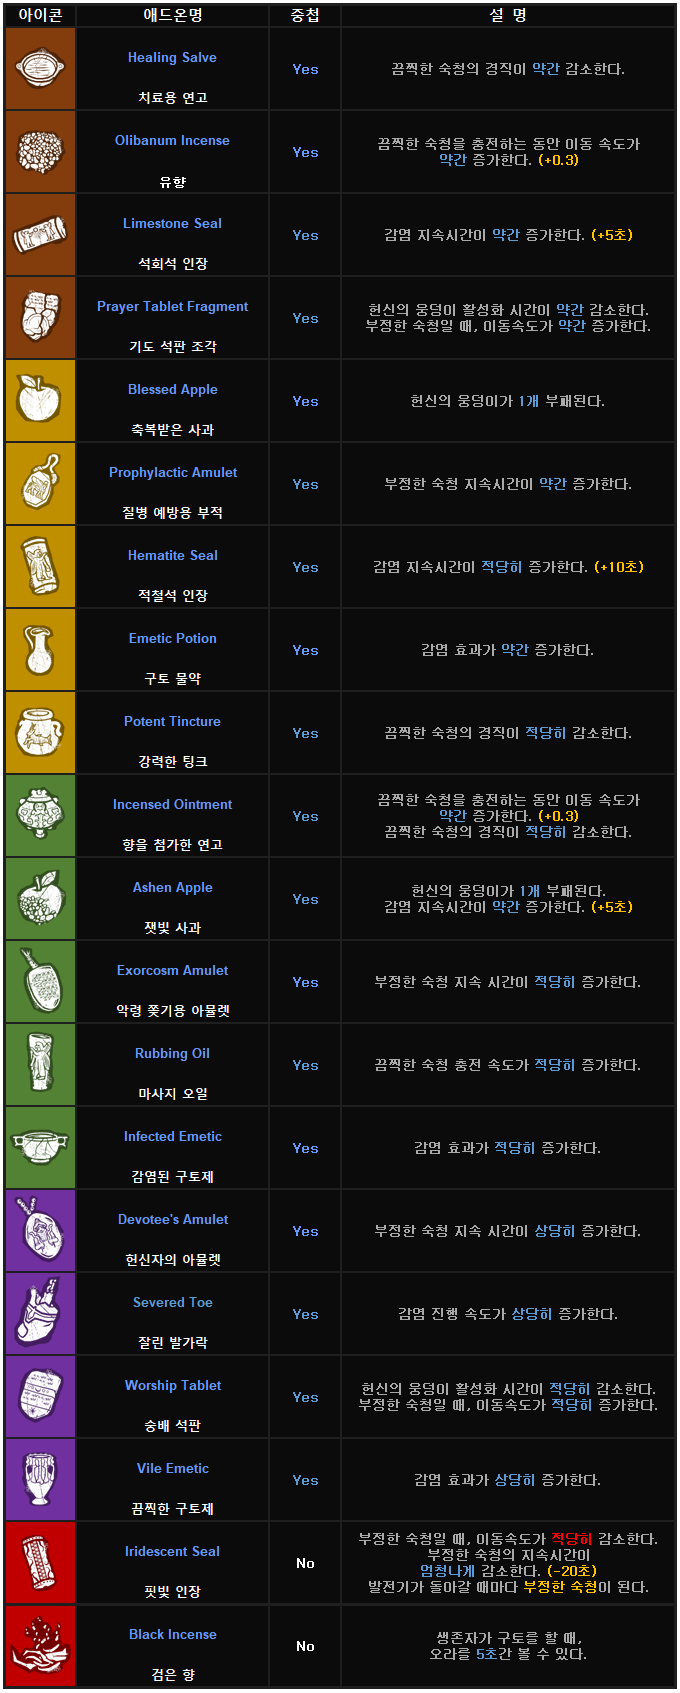 아이콘 애드온명 중첩 설 명
Healing Salve
치료용 연고
Yes
끔찍한 숙청의 경직이 약간 감소한다.
Olibanum Incense
유향
Yes
끔찍한 숙청을 충전하는 동안 이동 속도가
약간 증가한다. (+0.3)
Limestone Seal
석회석 인장
Yes
감염 지속시간이 약간 증가한다. (+5초)
Prayer Tablet Fragment
기도 석판 조각
Yes
헌신의 웅덩이 활성화 시간이 약간 감소한다.
부정한 숙청일 때, 이동속도가 약간 증가한다.
Blessed Apple
축복받은 사과
Yes
헌신의 웅덩이가 1개 부패된다.
Prophylactic Amulet
질병 예방용 부적
Yes
부정한 숙청 지속시간이 약간 증가한다.
Hematite Seal
적철석 인장
Yes
감염 지속시간이 적당히 증가한다. (+10초)
Emetic Potion
구토 물약
Yes
감염 효과가 약간 증가한다.
Potent Tincture
강력한 팅크
Yes
끔찍한 숙청의 경직이 적당히 감소한다.
Incensed Ointment
향을 첨가한 연고
Yes
끔찍한 숙청을 충전하는 동안 이동 속도가
약간 증가한다. (+0.3)
끔찍한 숙청의 경직이 적당히 감소한다.
Ashen Apple
잿빛 사과
Yes
헌신의 웅덩이가 1개 부패된다.
감염 지속시간이 약간 증가한다. (+5초)
Exorcosm Amulet
악령 쫓기용 아뮬렛
Yes
부정한 숙청 지속 시간이 적당히 증가한다.
Rubbing Oil
마사지 오일
Yes
끔찍한 숙청 충전 속도가 적당히 증가한다.
Infected Emetic
감염된 구토제
Yes
감염 효과가 적당히 증가한다.
Devotee's Amulet
헌신자의 아뮬렛
Yes
부정한 숙청 지속 시간이 상당히 증가한다.
Severed Toe
잘린 발가락
Yes
감염 진행 속도가 상당히 증가한다.
Worship Tablet
숭배 석판
Yes
헌신의 웅덩이 활성화 시간이 적당히 감소한다.
부정한 숙청일 때, 이동속도가 적당히 증가한다.
Vile Emetic
끔찍한 구토제
Yes
감염 효과가 상당히 증가한다.
Iridescent Seal
핏빛 인장
No
부정한 숙청일 때, 이동속도가 적당히 감소한다.
부정한 숙청의 지속시간이
엄청나게 감소한다. (-20초)
발전기가 돌아갈 때마다 부정한 숙청이 된다.
Black Incense
검은 향
No
생존자가 구토를 할 때,
오라를 5초간 볼 수 있다.